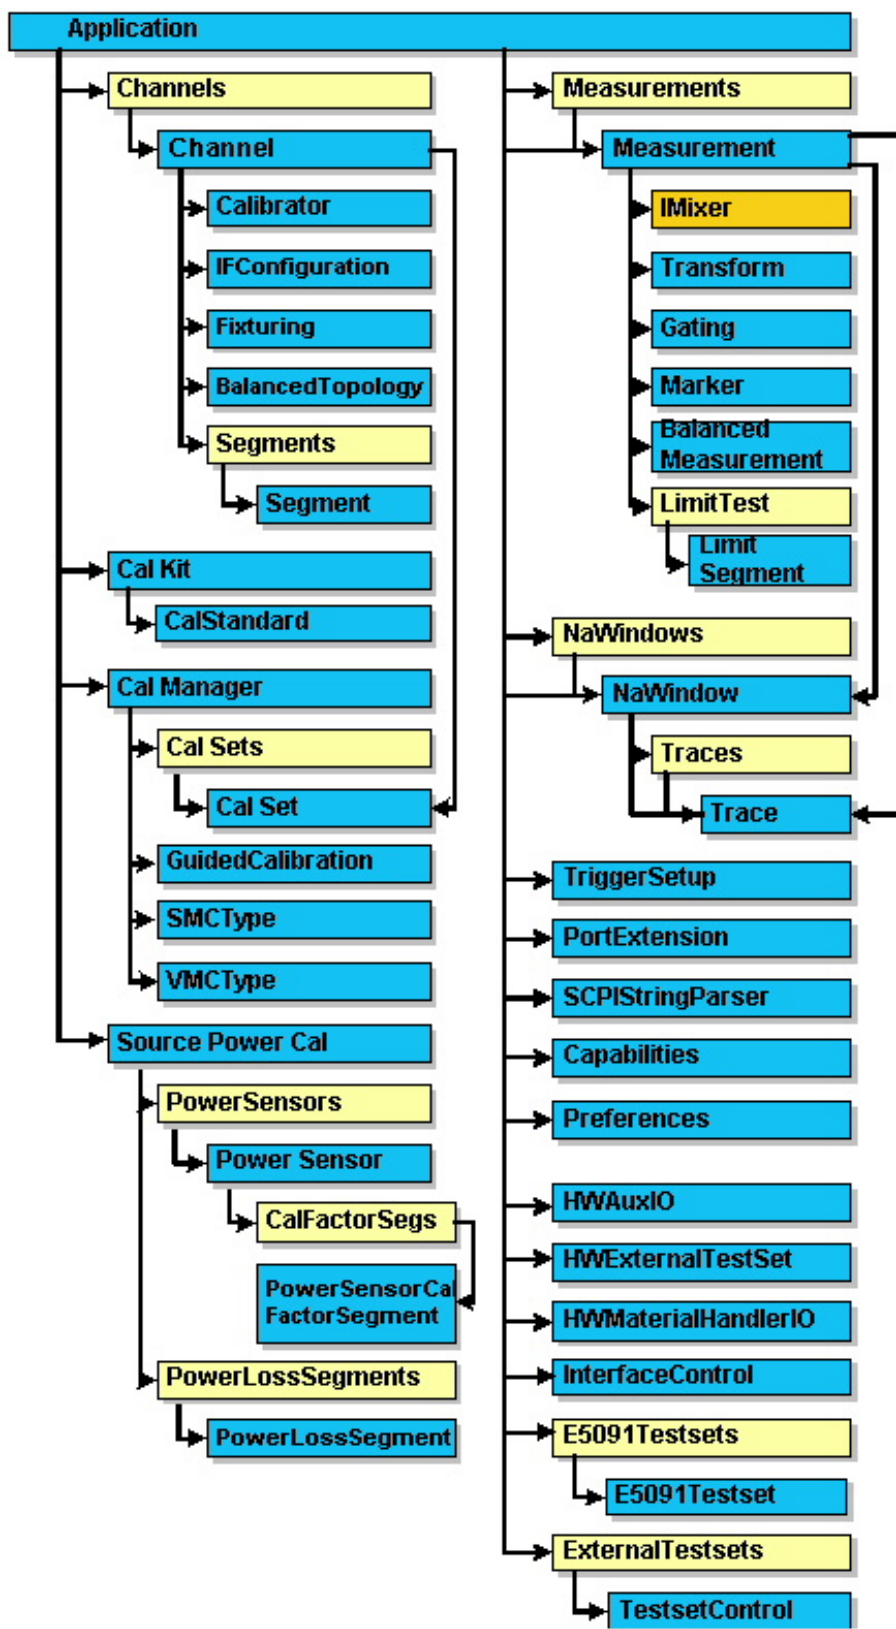 Application
Channels
Channel
Calibrator
IFConfiguration
Fixturing
BalancedTopology
Segments
Segment
Cal Kit
CalStandard
Cal Manager
Cal Sets
Cal Set
GuidedCalibration
SMCType
VMCType
Source Power Cal
PowerSensors
Power Sensor
CalFactorSegs
PowerSensorCal
FactorSegment
PowerLossSegments
PowerLossSegment
Measurements
Measurement
IMixer
Transform
Gating
Marker
Balanced
Measurement
LimitTest
Limit
Segment
NaWindows
NaWindow
Traces
Trace
TriggerSetup
PortExtension
SCPIStringParser
Capabilities
Preferences
HWAuxIO
HWExternalTestSet
HWMaterialHandlerIO
InterfaceControl
E5091Testsets
E5091Testset
ExternalTestsets
TestsetControl